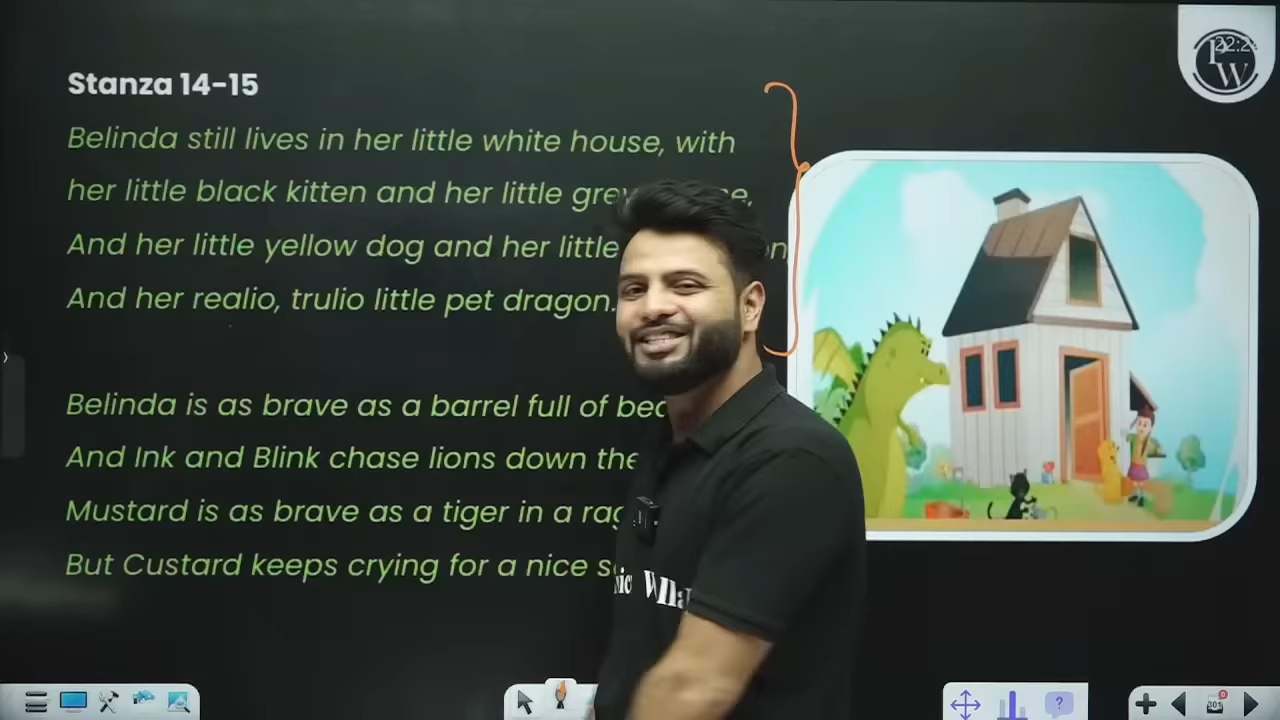 Stanza 14-15
Belinda still lives in her little white house, with
her little black kitten and her little grey
And her little yellow dog and her little
And her realio, trulio little pet dragon.
Belinda is as brave as a barrel full of
And Ink and Blink chase lions down the
Mustard is as brave as a tiger in a
But Custard keeps crying for a nice
PW